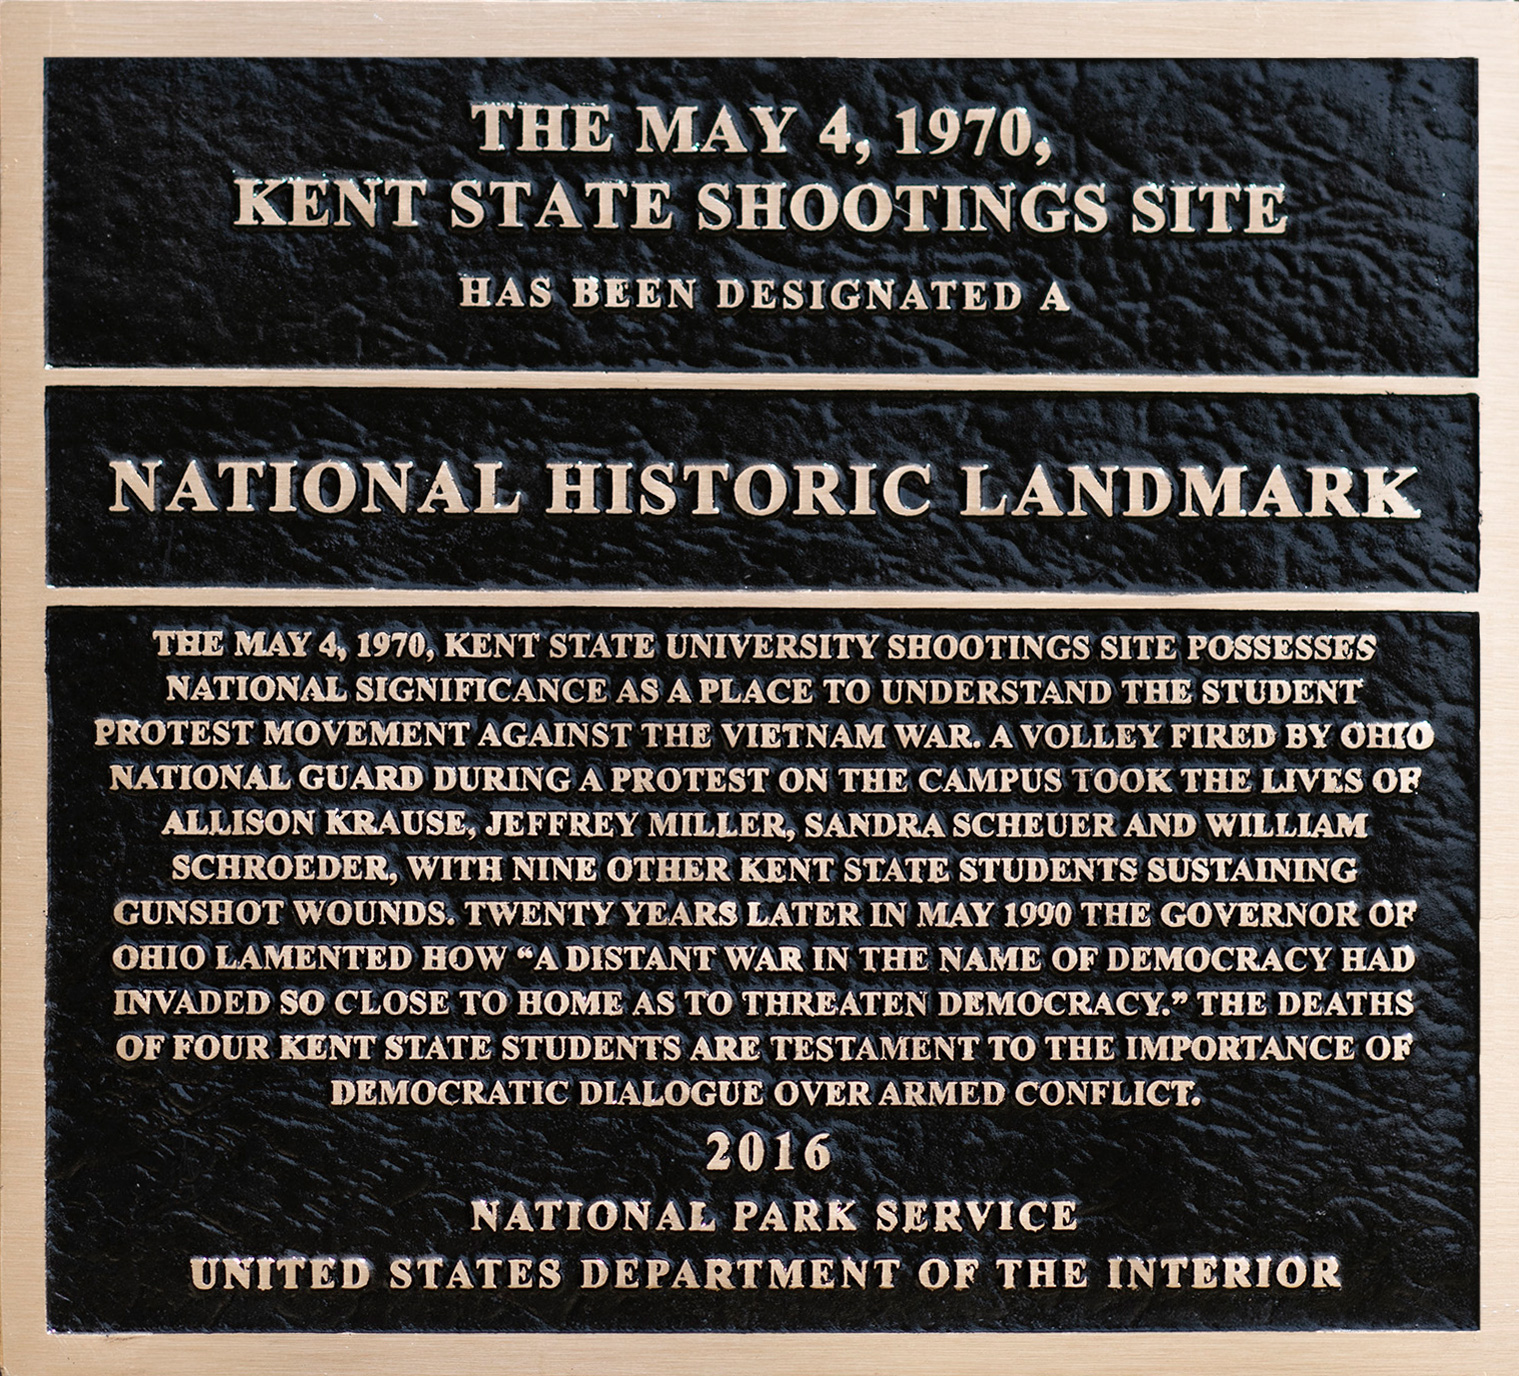 THE MAY 4, 1970,
KENT STATE SHOOTINGS SITE
HAS BEEN DESIGNATED A
NATIONAL HISTORIC LANDMARK
THE MAY 4, 1970, KENT STATE UNIVERSITY SHOOTINGS SITE POSSESSES
NATIONAL SIGNIFICANCE AS A PLACE TO UNDERSTAND THE STUDENT
PROTEST MOVEMENT AGAINST THE VIETNAM WAR. A VOLLEY FIRED BY OHIO
NATIONAL GUARD DURING A PROTEST ON THE CAMPUS TOOK THE LIVES OF
ALLISON KRAUSE, JEFFREY MILLER, SANDRA SCHEUER AND WILLIAM
SCHROEDER, WITH NINE OTHER KENT STATE STUDENTS SUSTAINING
GUNSHOT WOUNDS. TWENTY YEARS LATER IN MAY 1990 THE GOVERNOR OF
OHIO LAMENTED HOW “A DISTANT WAR IN THE NAME OF DEMOCRACY HAD
INVADED SO CLOSE TO HOME AS TO THREATEN DEMOCRACY.” THE DEATHS
OF FOUR KENT STATE STUDENTS ARE TESTAMENT TO THE IMPORTANCE OF
DEMOCRATIC DIALOGUE OVER ARMED CONFLICT.
2016
NATIONAL PARK SERVICE
UNITED STATES DEPARTMENT OF THE INTERIOR